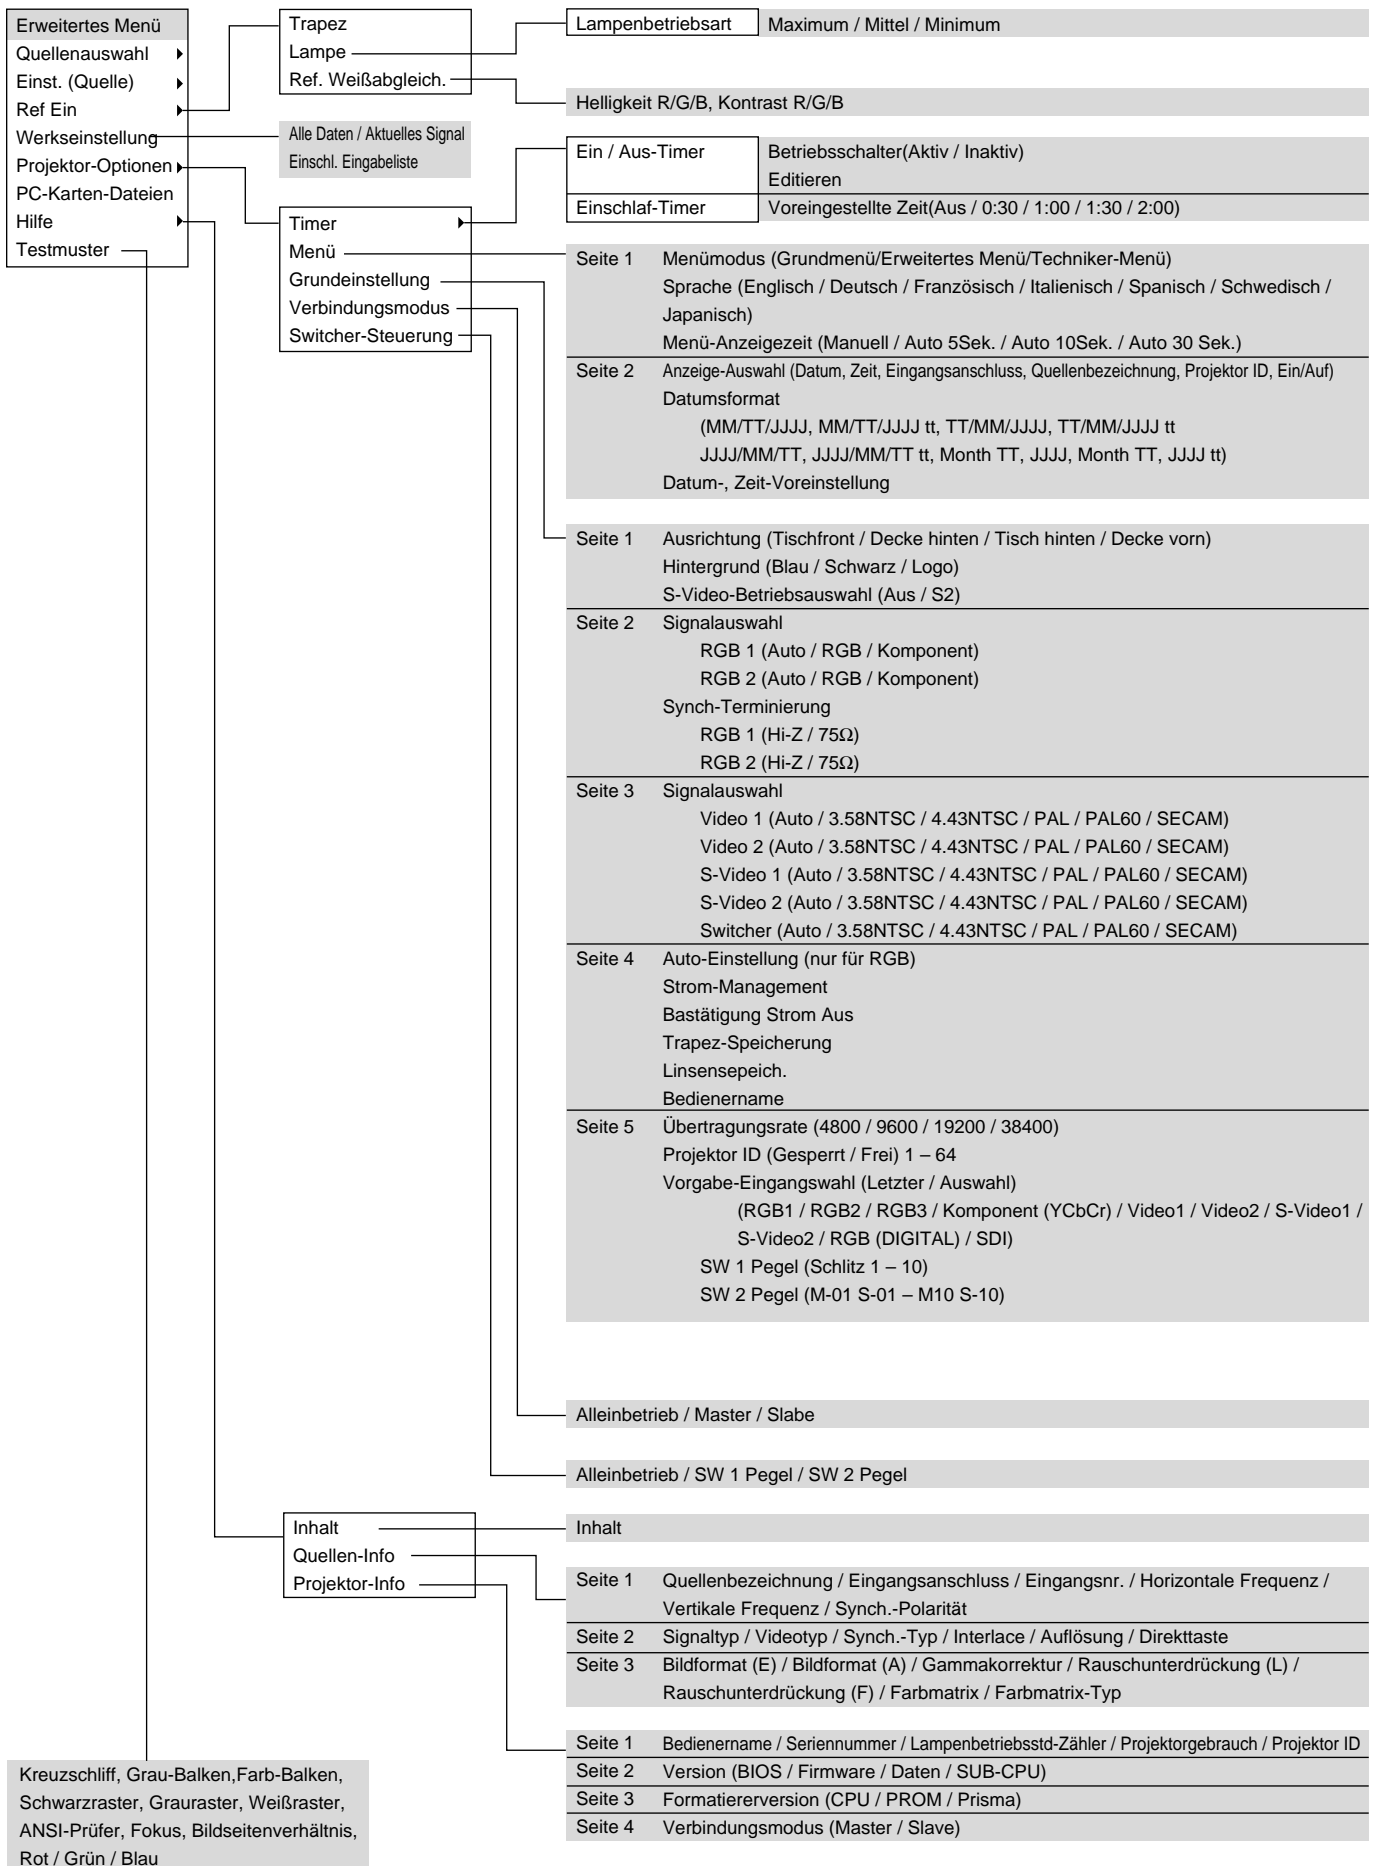 Erweitertes Menü
Quellenauswahl
Einst. (Quelle)
Ref Ein
Werkseinstellung
Projektor-Optionen
PC-Karten-Dateien
Hilfe
Testmuster
Trapez
Lampe
Ref. Weißabgleich.
Lampenbetriebsart Maximum / Mittel / Minimum
Helligkeit R/G/B, Kontrast R/G/B
Alle Daten / Aktuelles Signal
Einschl. Eingabeliste
Timer
Menü
Grundeinstellung
Verbindungsmodus
Switcher-Steuerung
Ein / Aus-Timer Betriebsschalter(Aktiv / Inaktiv)
Editieren
Einschlaf-Timer Voreingestellte Zeit(Aus / 0:30 / 1:00 / 1:30 / 2:00)
Seite 1 Menümodus (Grundmenü/Erweitertes Menü/Techniker-Menü)
Sprache (Englisch / Deutsch / Französisch / Italienisch / Spanisch / Schwedisch /
Japanisch)
Menü-Anzeigezeit (Manuell / Auto 5Sek. / Auto 10Sek. / Auto 30 Sek.)
Seite 2 Anzeige-Auswahl (Datum, Zeit, Eingangsanschluss, Quellenbezeichnung, Projektor ID, Ein/Auf)
Datumsformat
(MM/TT/JJJJ, MM/TT/JJJJ tt, TT/MM/JJJJ, TT/MM/JJJJ tt
JJJJ/MM/TT, JJJJ/MM/TT tt, Month TT, JJJJ, Month TT, JJJJ tt)
Datum-, Zeit-Voreinstellung
Seite 1 Ausrichtung (Tischfront / Decke hinten / Tisch hinten / Decke vorn)
Hintergrund (Blau / Schwarz / Logo)
S-Video-Betriebsauswahl (Aus / S2)
Seite 2 Signalauswahl
RGB 1 (Auto / RGB / Komponent)
RGB 2 (Auto / RGB / Komponent)
Synch-Terminierung
RGB 1 (Hi-Z / 75Ω)
RGB 2 (Hi-Z / 75Ω)
Seite 3 Signalauswahl
Video 1 (Auto / 3.58NTSC / 4.43NTSC / PAL / PAL60 / SECAM)
Video 2 (Auto / 3.58NTSC / 4.43NTSC / PAL / PAL60 / SECAM)
S-Video 1 (Auto / 3.58NTSC / 4.43NTSC / PAL / PAL60 / SECAM)
S-Video 2 (Auto / 3.58NTSC / 4.43NTSC / PAL / PAL60 / SECAM)
Switcher (Auto / 3.58NTSC / 4.43NTSC / PAL / PAL60 / SECAM)
Seite 4 Auto-Einstellung (nur für RGB)
Strom-Management
Bastätigung Strom Aus
Trapez-Speicherung
Linsensepeich.
Bedienername
Seite 5 Übertragungsrate (4800 / 9600 / 19200 / 38400)
Projektor ID (Gesperrt / Frei) 1 – 64
Vorgabe-Eingangswahl (Letzter / Auswahl)
(RGB1 / RGB2 / RGB3 / Komponent (YCbCr) / Video1 / Video2 / S-Video1 /
S-Video2 / RGB (DIGITAL) / SDI)
SW 1 Pegel (Schlitz 1 – 10)
SW 2 Pegel (M-01 S-01 – M10 S-10)
Alleinbetrieb / Master / Slabe
Alleinbetrieb / SW 1 Pegel / SW 2 Pegel
Inhalt
Quellen-Info
Projektor-Info
Inhalt
Seite 1 Quellenbezeichnung / Eingangsanschluss / Eingangsnr. / Horizontale Frequenz /
Vertikale Frequenz / Synch.-Polarität
Seite 2 Signaltyp / Videotyp / Synch.-Typ / Interlace / Auflösung / Direkttaste
Seite 3 Bildformat (E) / Bildformat (A) / Gammakorrektur / Rauschunterdrückung (L) /
Rauschunterdrückung (F) / Farbmatrix / Farbmatrix-Typ
Seite 1 Bedienername / Seriennummer / Lampenbetriebsstd-Zähler / Projektorgebrauch / Projektor ID
Seite 2 Version (BIOS / Firmware / Daten / SUB-CPU)
Seite 3 Formatiererversion (CPU / PROM / Prisma)
Seite 4 Verbindungsmodus (Master / Slave)
Kreuzschliff, Grau-Balken,Farb-Balken,
Schwarzraster, Grauraster, Weißraster,
ANSI-Prüfer, Fokus, Bildseitenverhältnis,
Rot / Grün / Blau